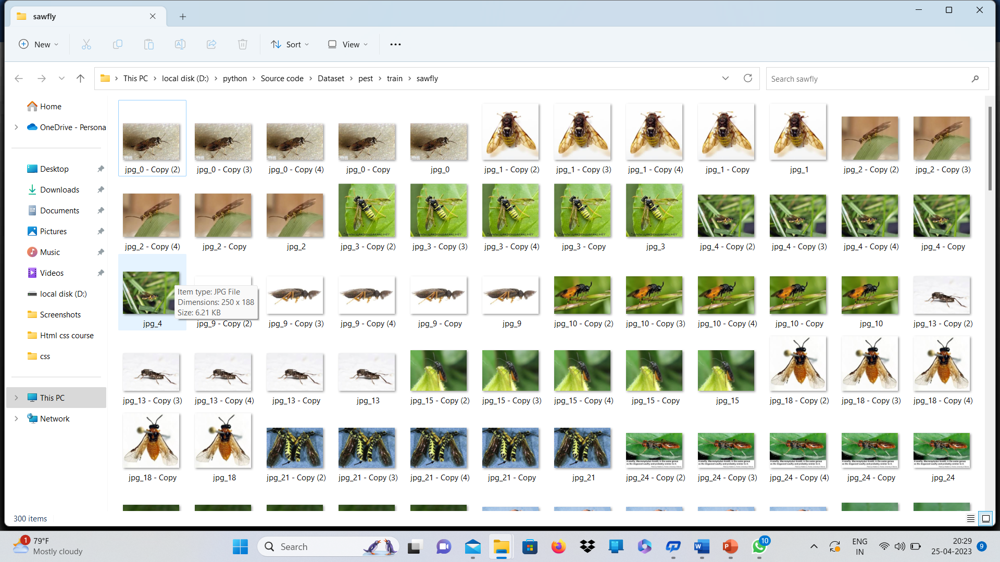 sawfly
New
Sort
View
This PC
local disk (D:)
python
Source code
Dataset
pest
train
sawfly
Search sawfly
Home
OneDrive - Persona
Desktop
Downloads
Documents
Pictures
Music
Videos
local disk (D:)
Screenshots
Html css course
css
This PC
Network
jpg_0 - Copy (2)
jpg_0 - Copy (3)
jpg_0 - Copy (4)
jpg_0 - Copy
jpg_0
jpg_1 - Copy (2)
jpg_1 - Copy (3)
jpg_1 - Copy (4)
jpg_1 - Copy
jpg_1
jpg_2 - Copy (2)
jpg_2 - Copy (3)
jpg_2 - Copy (4)
jpg_2 - Copy
jpg_2
jpg_3 - Copy (2)
jpg_3 - Copy (3)
jpg_3 - Copy (4)
jpg_3 - Copy
jpg_3
jpg_4 - Copy (2)
jpg_4 - Copy (3)
jpg_4 - Copy (4)
jpg_4 - Copy
Item type: JPG File
Dimensions: 250 x 188
Size: 6.21 KB
jpg_4
jpg_9 - Copy (2)
jpg_9 - Copy (3)
jpg_9 - Copy (4)
jpg_9 - Copy
jpg_9
jpg_10 - Copy (2)
jpg_10 - Copy (3)
jpg_10 - Copy (4)
jpg_10 - Copy
jpg_10
jpg_13 - Copy (2)
jpg_13 - Copy (3)
jpg_13 - Copy (4)
jpg_13 - Copy
jpg_13
jpg_15 - Copy (2)
jpg_15 - Copy (3)
jpg_15 - Copy (4)
jpg_15 - Copy
jpg_15
jpg_18 - Copy (2)
jpg_18 - Copy (3)
jpg_18 - Copy (4)
jpg_18 - Copy
jpg_18
jpg_21 - Copy (2)
jpg_21 - Copy (3)
jpg_21 - Copy (4)
jpg_21 - Copy
jpg_21
jpg_24 - Copy (2)
jpg_24 - Copy (3)
jpg_24 - Copy (4)
jpg_24 - Copy
jpg_24
300 items
1
79°F
Mostly cloudy
Search
10
ENG
IN
20:29
25-04-2023
9